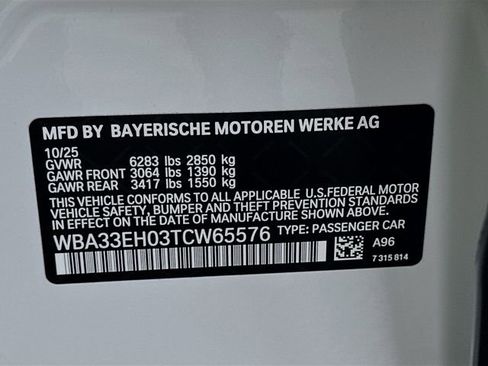 MFD BY BAYERISCHE MOTOREN WERKE AG
10/25
GVWR 6283 lbs 2850 kg
GAWR FRONT 3064 lbs 1390 kg
GAWR REAR 3417 lbs 1550 kg
THIS VEHICLE CONFORMS TO ALL APPLICABLE U.S.FEDERAL MOTOR
VEHICLE SAFETY, BUMPER AND THEFT PREVENTION STANDARDS
IN EFFECT ON THE DATE OF MANUFACTURE SHOWN ABOVE.
WBA33EH03TCW65576 TYPE: PASSENGER CAR
A96
7 315 814